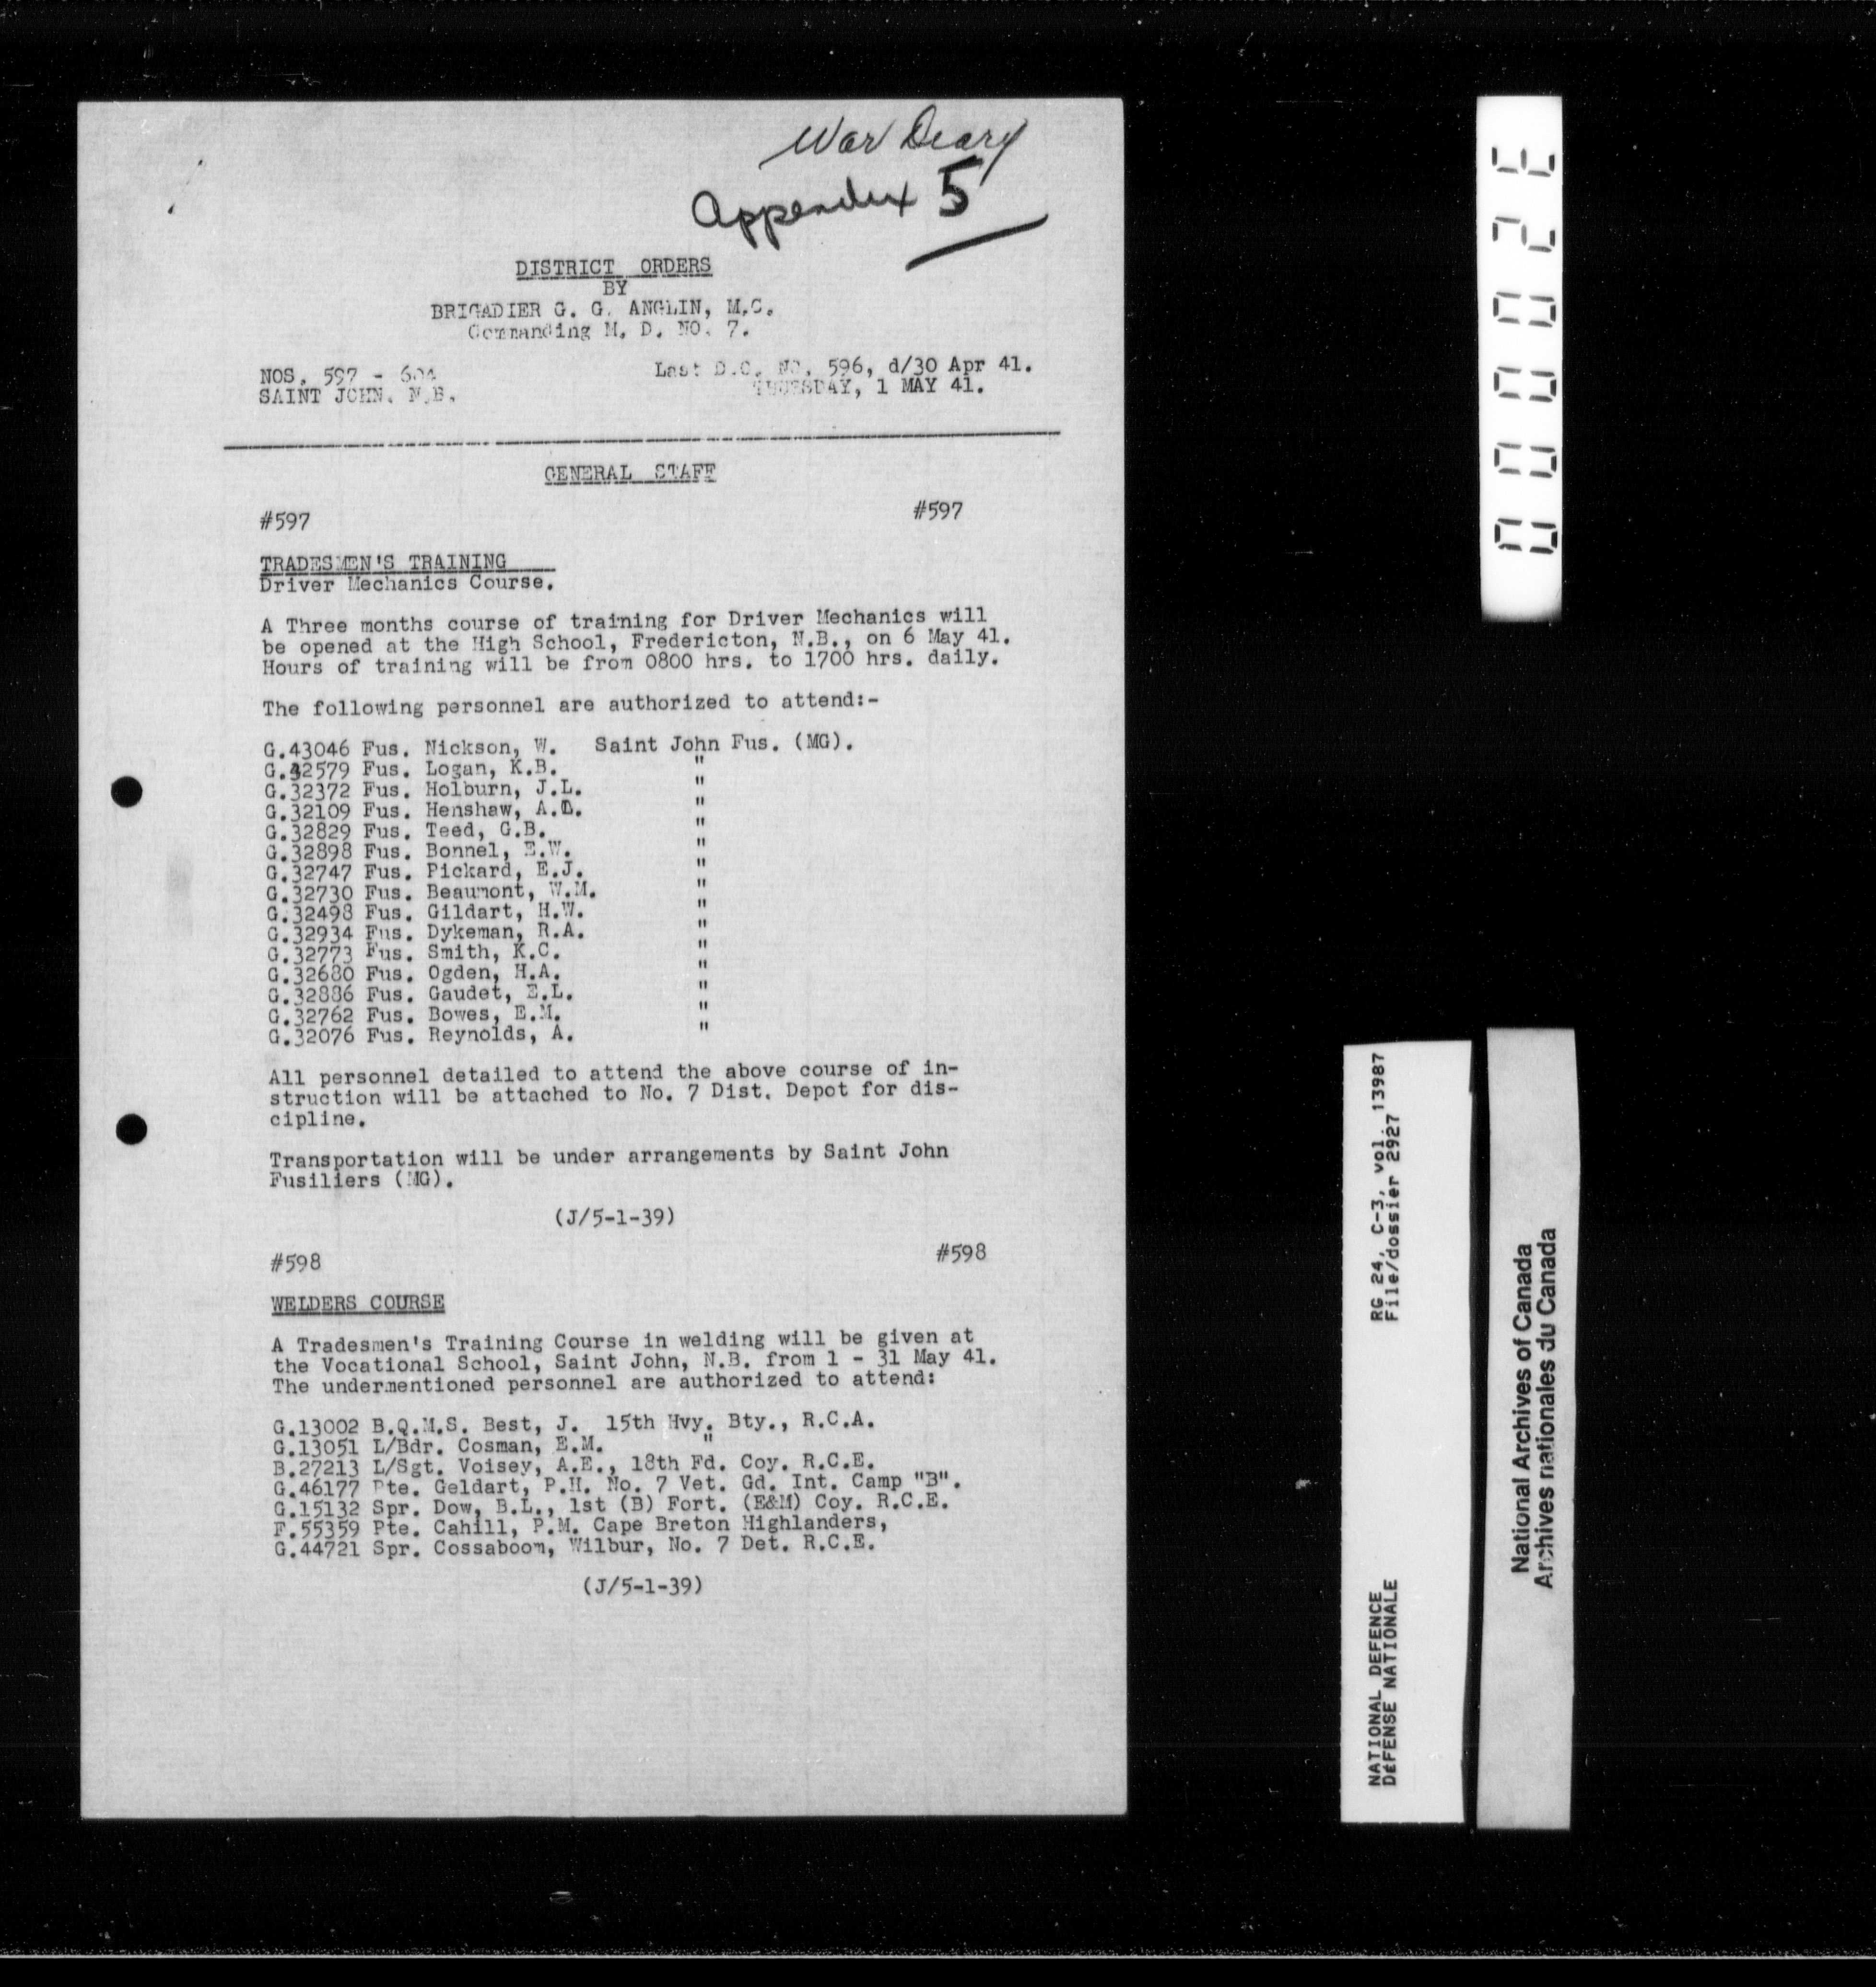 War Diary
Appendix 5
DISTRICT ORDERS
BY
BRIGADIER G. G. ANGLIN, M.C.
Commanding M. D. NO. 7.
NOS. 597 - 604
Last D.O. NO. 596, d/30 Apr 41.
SAINT JOHN. N.B.
THURSDAY, 1 MAY 41.
GENERAL STAFF
#597 #597
TRADESMEN'S TRAINING
Driver Mechanics Course.
A Three months course of training for Driver Mechanics will
be opened at the High School, Fredericton, N.B., on 6 May 41.
Hours of training will be from 0800 hrs. to 1700 hrs. daily.
The following personnel are authorized to attend:-
G.43046 Fus. Nickson, W. Saint John Fus. (MG).
G.32579 Fus. Logan, K.B. "
G.32372 Fus. Holburn, J.L. "
G.32109 Fus. Henshaw, A.D. "
G.32829 Fus. Teed, G.B. "
G.32898 Fus. Bonnel, E.W. "
G.32747 Fus. Pickard, E.J. "
G.32730 Fus. Beaumont, W.M. "
G.32498 Fus. Gildart, H.W. "
G.32934 Fus. Dykeman, R.A. "
G.32773 Fus. Smith, K.C. "
G.32680 Fus. Ogden, H.A. "
G.32886 Fus. Gaudet, E.L. "
G.32762 Fus. Bowes, E.M. "
G.32076 Fus. Reynolds, A. "
All personnel detailed to attend the above course of in-
struction will be attached to No. 7 Dist. Depot for dis-
cipline.
Transportation will be under arrangements by Saint John
Fusiliers (MG).
(J/5-1-39)
#598 #598
WELDERS COURSE
A Tradesmen's Training Course in welding will be given at
the Vocational School, Saint John, N.B. from 1 - 31 May 41.
The undermentioned personnel are authorized to attend:
G.13002 B.Q.M.S. Best, J. 15th Hvy. Bty., R.C.A.
G.13051 L/Bdr. Cosman, E.M. "
B.27213 L/Sgt. Voisey, A.E., 18th Fd. Coy. R.C.E.
G.46177 Pte. Geldart, P.H. No. 7 Vet. Gd. Int. Camp "B".
G.15132 Spr. Dow, B.L., 1st (B) Fort. (E&M) Coy. R.C.E.
F.55359 Pte. Cahill, P.M. Cape Breton Highlanders,
G.44721 Spr. Cossaboom, Wilbur, No. 7 Det. R.C.E.
(J/5-1-39)
NATIONAL DEFENCE RG 24, C-3, vol. 13987
DÉFENSE NATIONALE File/dossier 2927
National Archives of Canada
Archives nationales du Canada